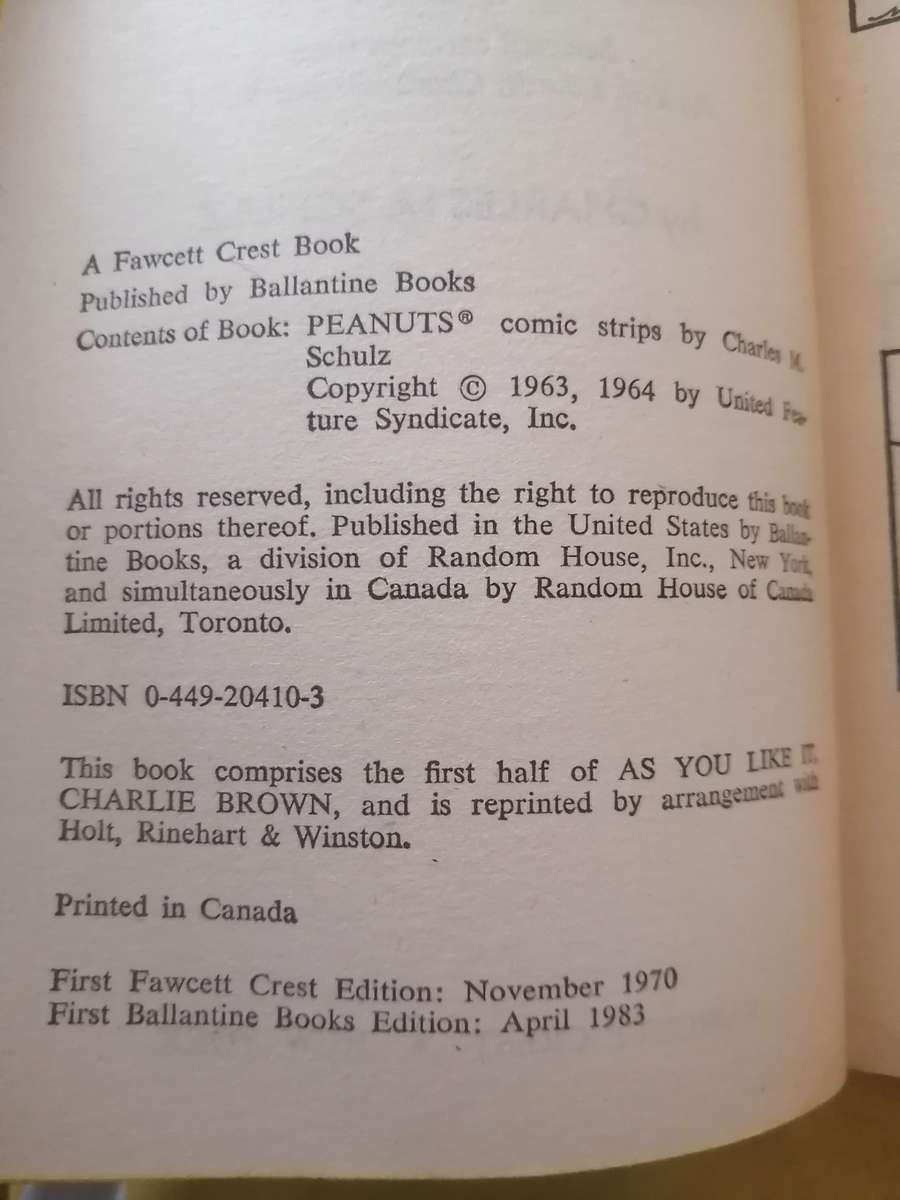 A Fawcett Crest Book
Published by Ballantine Books
Contents of Book: PEANUTS® comic strips by Charles M.
Schulz
Copyright © 1963, 1964 by United Fea-
ture Syndicate, Inc.
All rights reserved, including the right to reproduce this book
or portions thereof. Published in the United States by Ballan-
tine Books, a division of Random House, Inc., New York,
and simultaneously in Canada by Random House of Canada
Limited, Toronto.
ISBN 0-449-20410-3
This book comprises the first half of AS YOU LIKE IT,
CHARLIE BROWN, and is reprinted by arrangement with
Holt, Rinehart & Winston.
Printed in Canada
First Fawcett Crest Edition: November 1970
First Ballantine Books Edition: April 1983